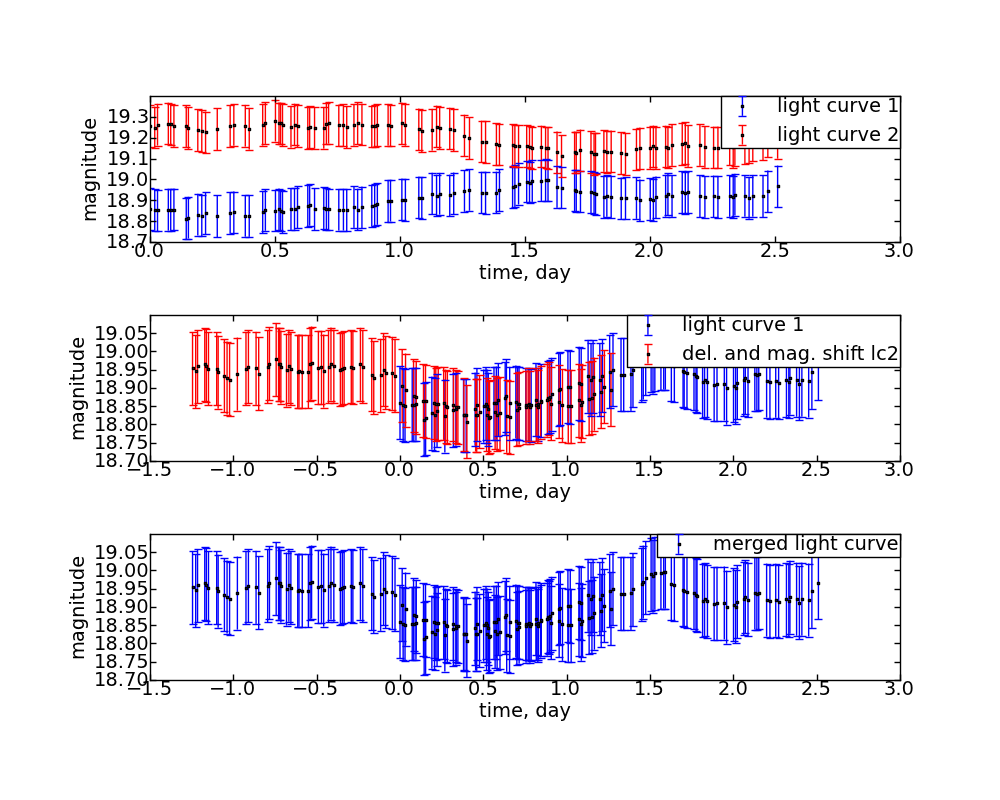 light curve 1
light curve 2
magnitude
19.3
19.2
19.1
19.0
18.9
18.8
18.7
0.0 0.5 1.0 1.5 2.0 2.5 3.0
time, day
light curve 1
del. and mag. shift lc2
magnitude
19.05
19.00
18.95
18.90
18.85
18.80
18.75
18.70
−1.5 −1.0 −0.5 0.0 0.5 1.0 1.5 2.0 2.5 3.0
time, day
merged light curve
magnitude
19.05
19.00
18.95
18.90
18.85
18.80
18.75
18.70
−1.5 −1.0 −0.5 0.0 0.5 1.0 1.5 2.0 2.5 3.0
time, day